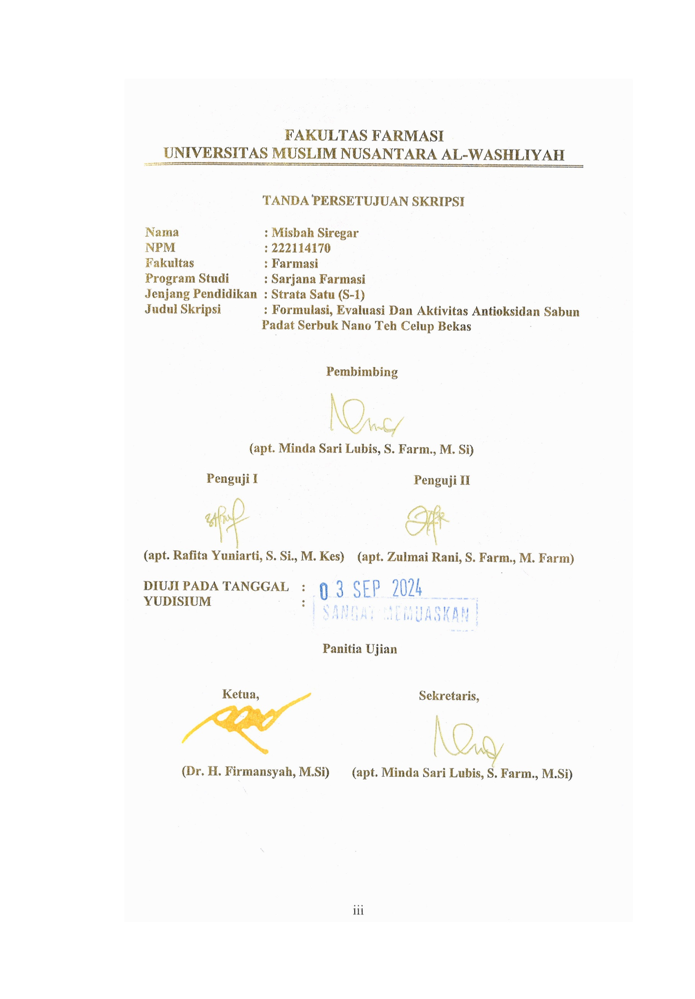 FAKULTAS FARMASI
UNIVERSITAS MUSLIM NUSANTARA AL-WASHLIYAH
TANDA PERSETUJUAN SKRIPSI
Nama : Misbah Siregar
NPM : 222114170
Fakultas : Farmasi
Program Studi : Sarjana Farmasi
Jenjang Pendidikan : Strata Satu (S-1)
Judul Skripsi : Formulasi, Evaluasi Dan Aktivitas Antioksidan Sabun
Padat Serbuk Nano Teh Celup Bekas
Pembimbing
(apt. Minda Sari Lubis, S. Farm., M. Si)
Penguji I Penguji II
(apt. Rafita Yuniarti, S. Si., M. Kes) (apt. Zulmai Rani, S. Farm., M. Farm)
DIUJI PADA TANGGAL : 03 SEP 2024
YUDISIUM : SANGAT MEMUASKAN
Panitia Ujian
Ketua, Sekretaris,
(Dr. H. Firmansyah, M.Si) (apt. Minda Sari Lubis, S. Farm., M.Si)
iii